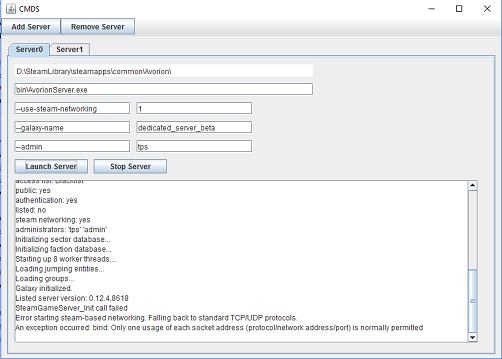 CMDS
Add Server Remove Server
Server0 Server1
D:\SteamLibrary\steamapps\common\Avorion\
bin\AvorionServer.exe
--use-steam-networking 1
--galaxy-name dedicated_server_beta
--admin tps
Launch Server Stop Server
access list: Blacklist
public: yes
authentication: yes
listed: no
steam networking: yes
administrators: 'tps' 'admin'
Initializing sector database...
Initializing faction database...
Starting up 8 worker threads...
Loading jumping entities...
Loading groups...
Galaxy initialized.
Listed server version: 0.12.4.8618
SteamGameServer_Init call failed
Error starting steam-based networking. Falling back to standard TCP/UDP protocols.
An exception occurred: bind: Only one usage of each socket address (protocol/network address/port) is normally permitted